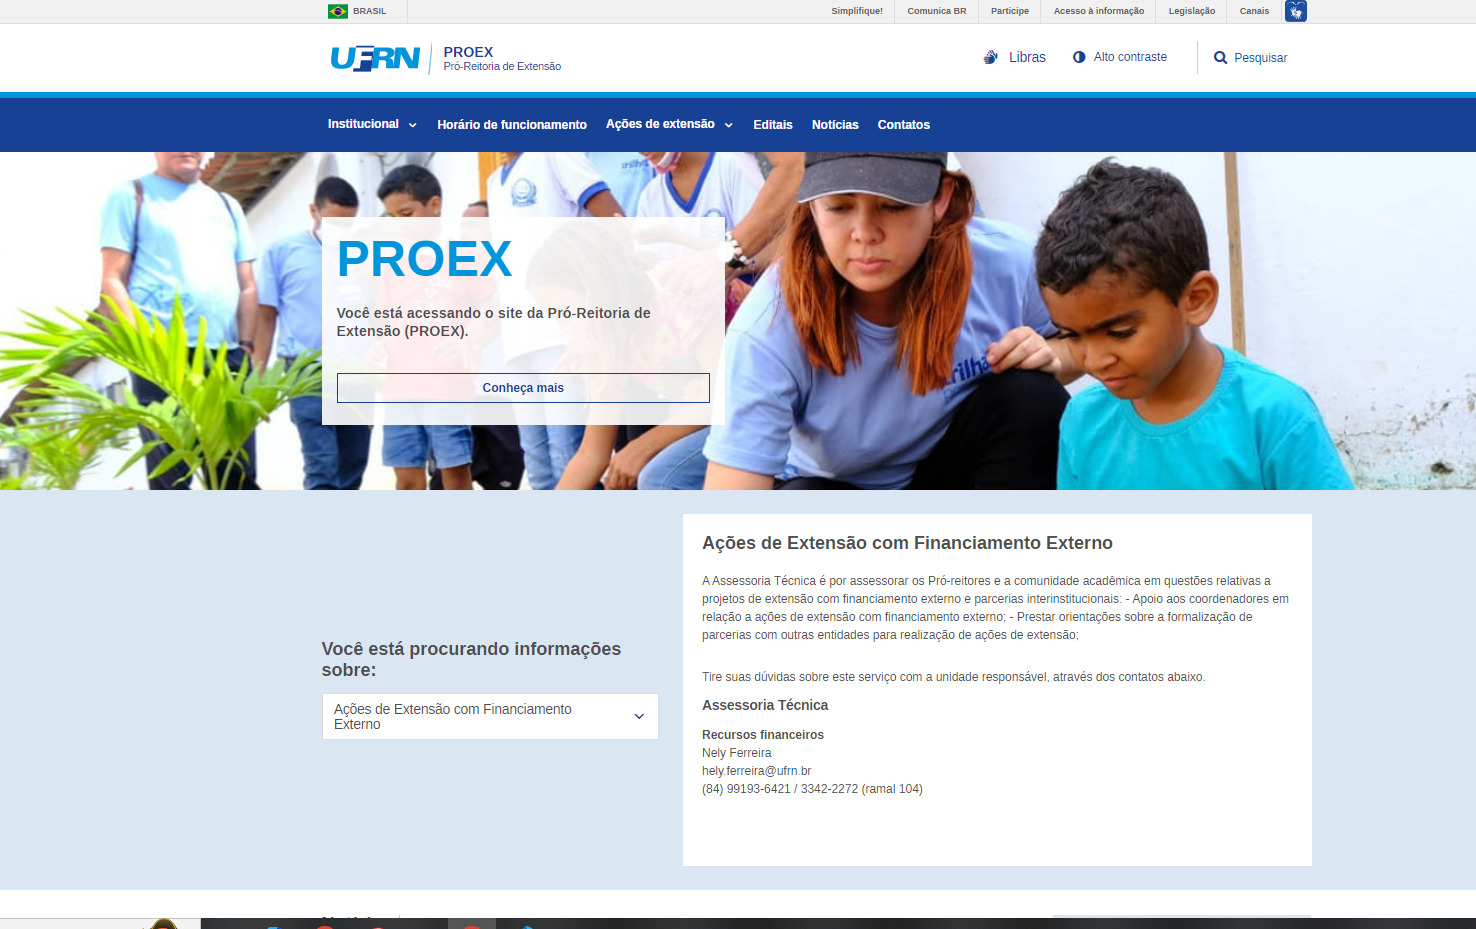 BRASIL
Simplifique!
Comunica BR
Participe
Acesso à informação
Legislação
Canais
UFRN
PROEX
Pró-Reitoria de Extensão
Libras
Alto contraste
Pesquisar
Institucional
Horário de funcionamento
Ações de extensão
Editais
Notícias
Contatos
PROEX
Você está acessando o site da Pró-Reitoria de
Extensão (PROEX).
Conheça mais
Você está procurando informações
sobre:
Ações de Extensão com Financiamento
Externo
Ações de Extensão com Financiamento Externo
A Assessoria Técnica é por assessorar os Pró-reitores e a comunidade acadêmica em questões relativas a
projetos de extensão com financiamento externo e parcerias interinstitucionais: - Apoio aos coordenadores em
relação a ações de extensão com financiamento externo; - Prestar orientações sobre a formalização de
parcerias com outras entidades para realização de ações de extensão;
Tire suas dúvidas sobre este serviço com a unidade responsável, através dos contatos abaixo.
Assessoria Técnica
Recursos financeiros
Nely Ferreira
hely.ferreira@ufrn.br
(84) 99193-6421 / 3342-2272 (ramal 104)